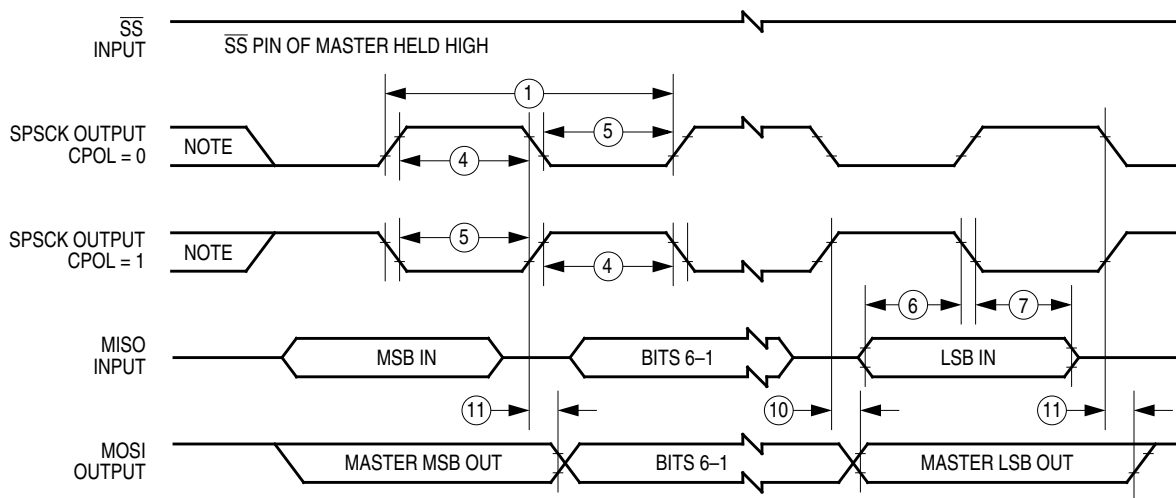 SS
INPUT
SS PIN OF MASTER HELD HIGH
1
SPSCK OUTPUT
CPOL = 0
NOTE
5
4
SPSCK OUTPUT
CPOL = 1
NOTE
5
4
6
7
MISO
INPUT
MSB IN
BITS 6–1
LSB IN
11
10
11
MOSI
OUTPUT
MASTER MSB OUT
BITS 6–1
MASTER LSB OUT